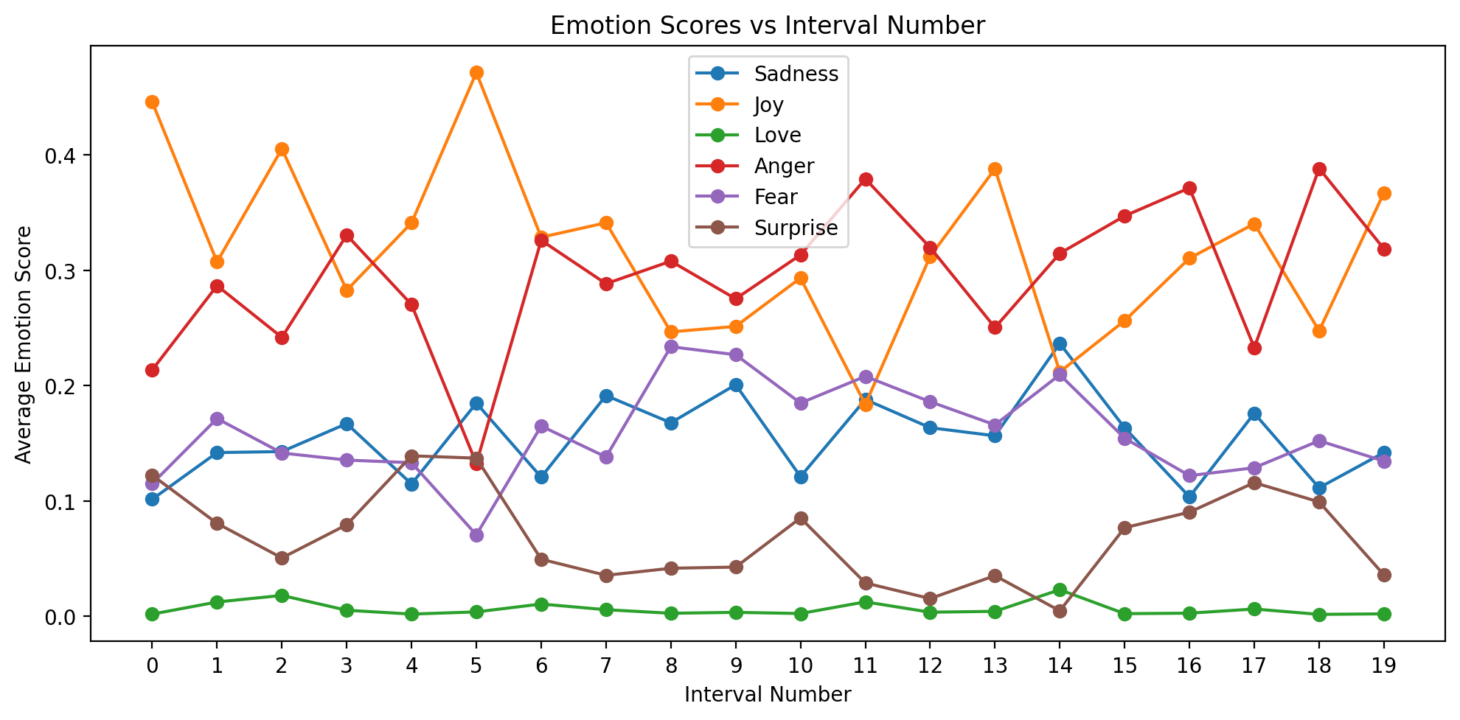 Emotion Scores vs Interval Number
Sadness
Joy
Love
Anger
Fear
Surprise
Average Emotion Score
0.4
0.3
0.2
0.1
0.0
0 1 2 3 4 5 6 7 8 9 10 11 12 13 14 15 16 17 18 19
Interval Number